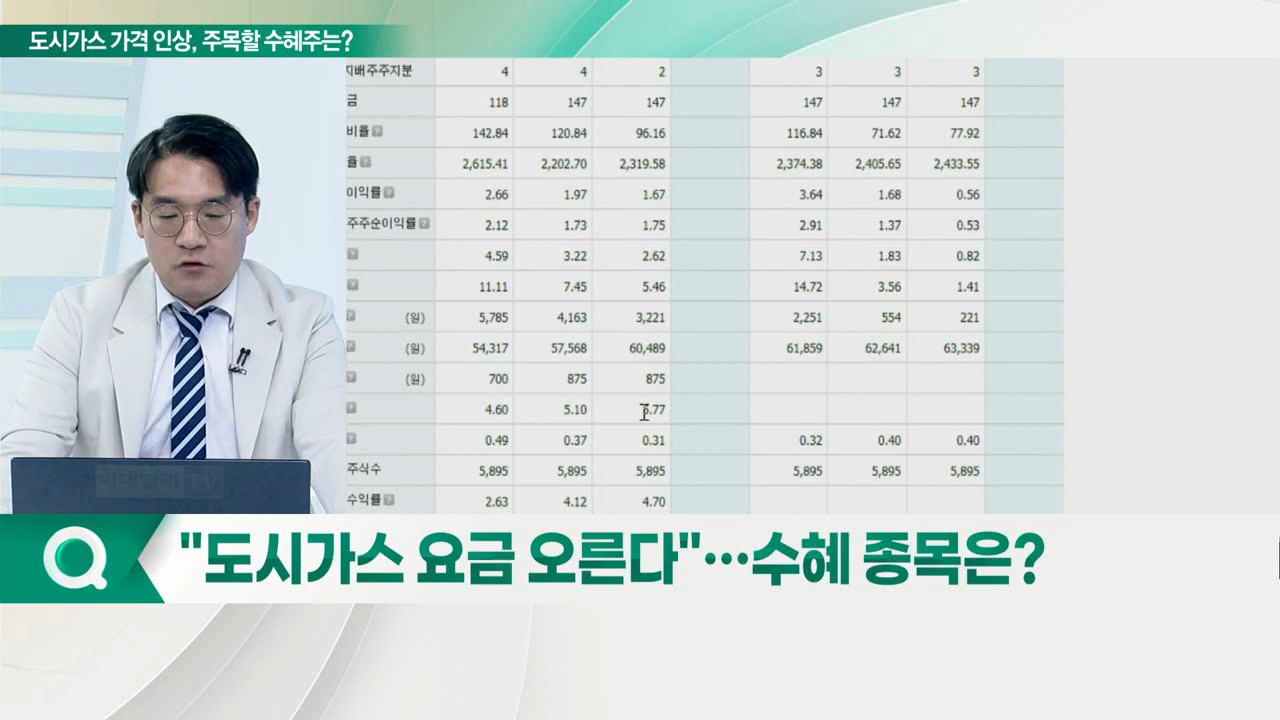 도시가스 가격 인상, 주목할 수혜주는?
지배주주지분 4 4 2 3 3 3
금 118 147 147 147 147 147
비율 142.84 120.84 96.16 116.84 71.62 77.92
율 2,615.41 2,202.70 2,319.58 2,374.38 2,405.65 2,433.55
이익률 2.66 1.97 1.67 3.64 1.68 0.56
주주순이익률 2.12 1.73 1.75 2.91 1.37 0.53
4.59 3.22 2.62 7.13 1.83 0.82
11.11 7.45 5.46 14.72 3.56 1.41
(원) 5,785 4,163 3,221 2,251 554 221
(원) 54,317 57,568 60,489 61,859 62,641 63,339
(원) 700 875 875
4.60 5.10
0.49 0.37 0.31 0.32 0.40 0.40
주식수 5,895 5,895 5,895 5,895 5,895 5,895
수익률 2.63 4.12 4.70
이데일리TV
"도시가스 요금 오른다"…수혜 종목은?